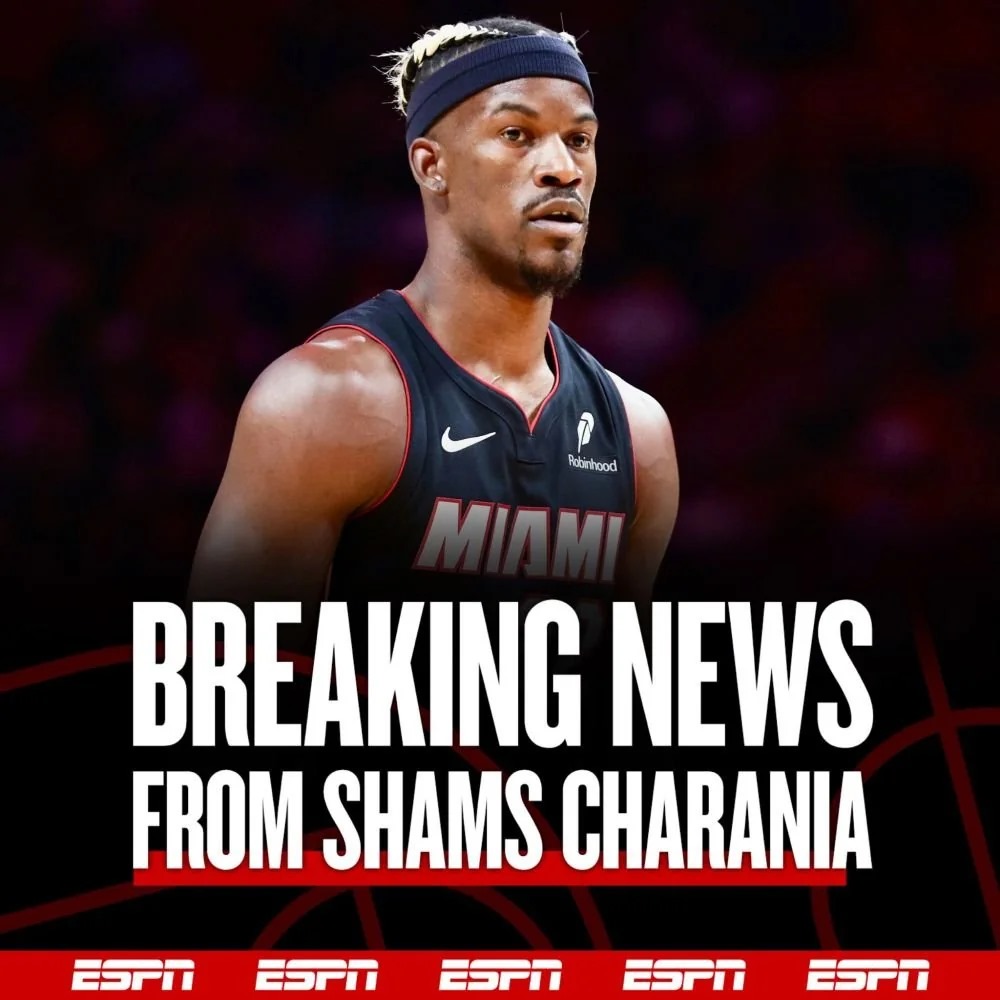 Robinhood
MIAMI
BREAKING NEWS
FROM SHAMS CHARANIA
ESPN ESPN ESPN ESPN ESPN